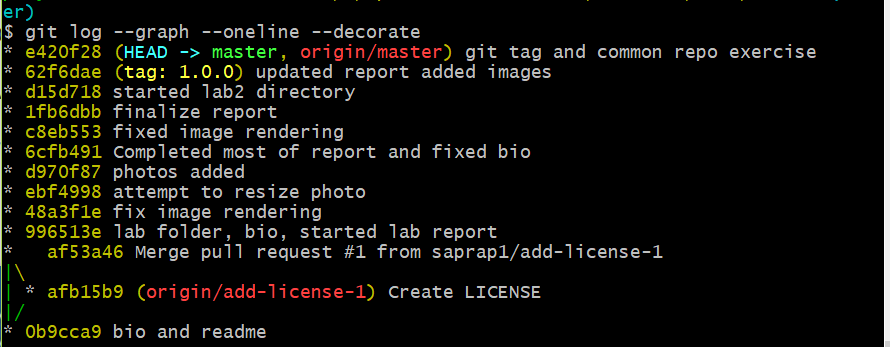 er)
$ git log --graph --oneline --decorate
* e420f28 (HEAD -> master, origin/master) git tag and common repo exercise
* 62f6dae (tag: 1.0.0) updated report added images
* d15d718 started lab2 directory
* 1fb6dbb finalize report
* c8eb553 fixed image rendering
* 6cfb491 Completed most of report and fixed bio
* d970f87 photos added
* ebf4998 attempt to resize photo
* 48a3f1e fix image rendering
* 996513e lab folder, bio, started lab report
*   af53a46 Merge pull request #1 from saprap1/add-license-1
|\
| * afb15b9 (origin/add-license-1) Create LICENSE
|/
* 0b9cca9 bio and readme